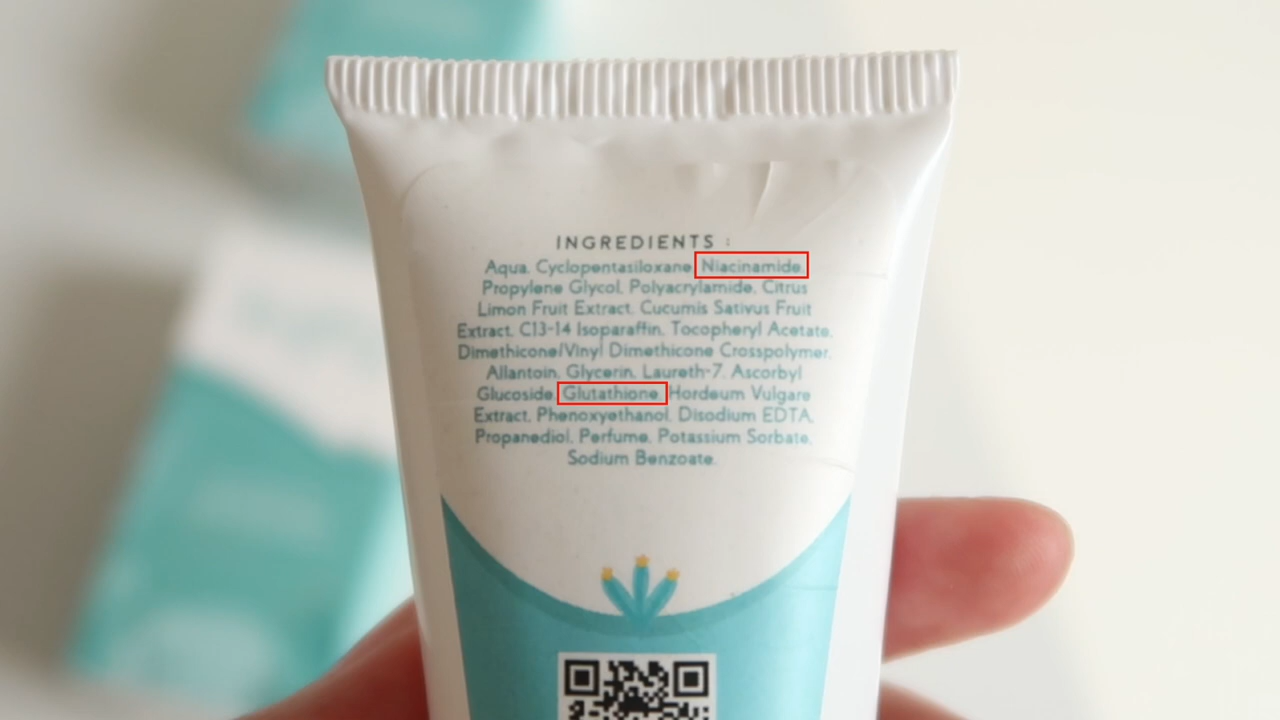 INGREDIENTS :
Aqua, Cyclopentasiloxane, Niacinamide,
Propylene Glycol, Polyacrylamide, Citrus
Limon Fruit Extract, Cucumis Sativus Fruit
Extract, C13-14 Isoparaffin, Tocopheryl Acetate,
Dimethicone/Vinyl Dimethicone Crosspolymer,
Allantoin, Glycerin, Laureth-7, Ascorbyl
Glucoside, Glutathione, Hordeum Vulgare
Extract, Phenoxyethanol, Disodium EDTA,
Propanediol, Perfume, Potassium Sorbate,
Sodium Benzoate.